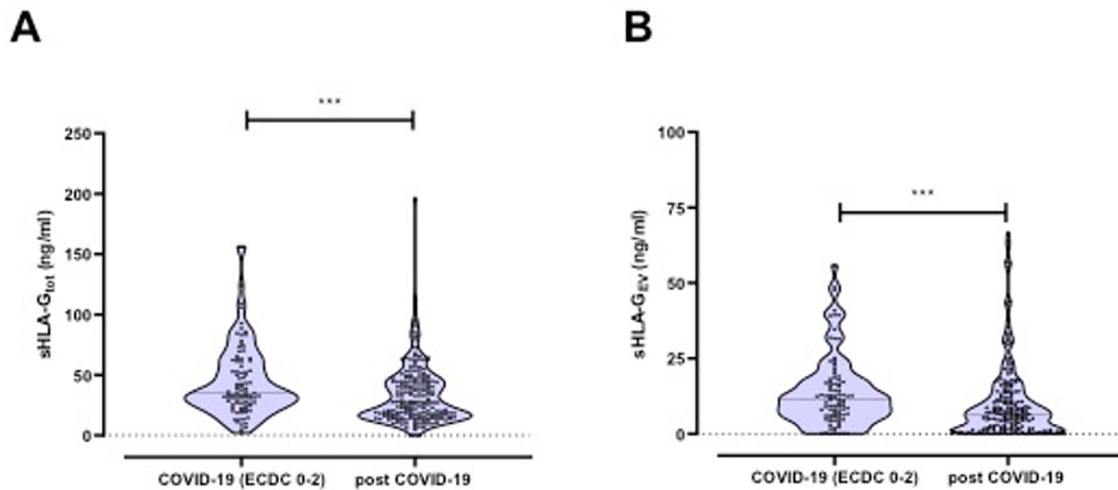 A
***
250
200
150
100
50
0
sHLA-Gtot (ng/ml)
COVID-19 (ECDC 0-2) post COVID-19
B
***
100
75
50
25
0
sHLA-GEV (ng/ml)
COVID-19 (ECDC 0-2) post COVID-19